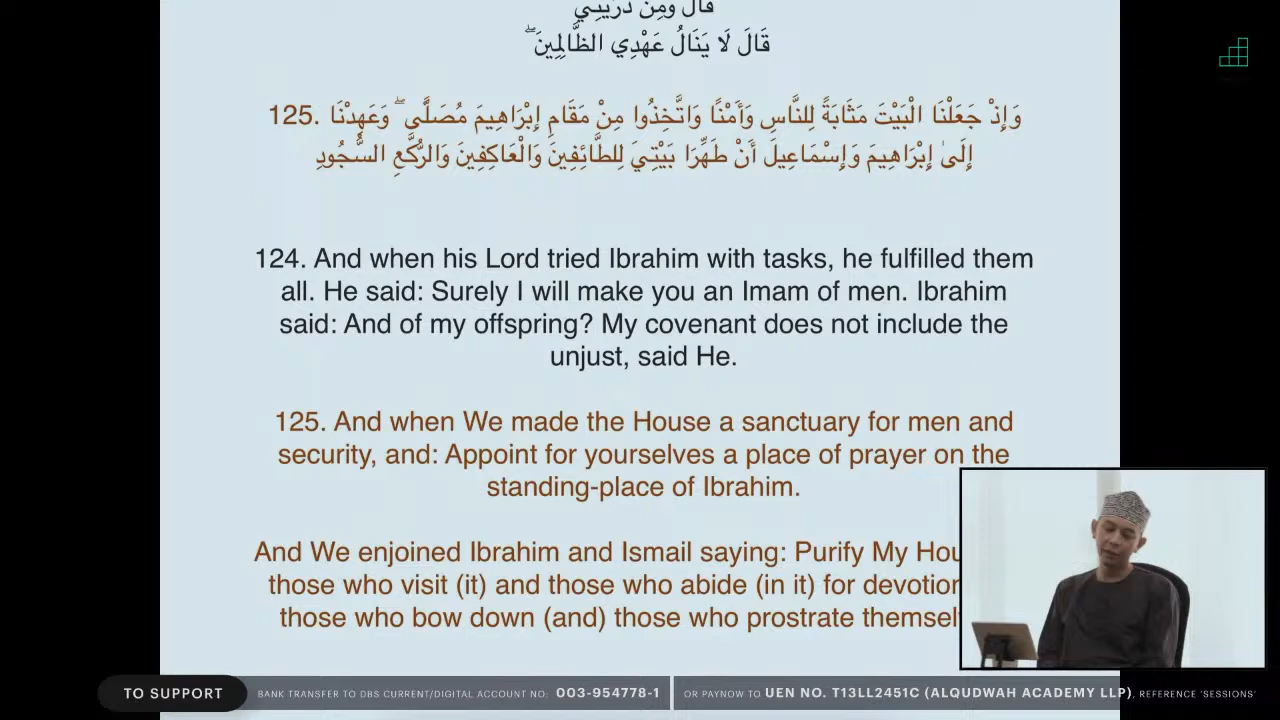 قَالَ وَمِن ذُرِّيَّتِي
قَالَ لَا يَنَالُ عَهْدِي الظَّالِمِينَ ۖ
125. وَإِذْ جَعَلْنَا الْبَيْتَ مَثَابَةً لِلنَّاسِ وَأَمْنًا وَاتَّخِذُوا مِنْ مَقَامِ إِبْرَاهِيمَ مُصَلًّى ۖ وَعَهِدْنَا
إِلَىٰ إِبْرَاهِيمَ وَإِسْمَاعِيلَ أَنْ طَهِّرَا بَيْتِيَ لِلطَّائِفِينَ وَالْعَاكِفِينَ وَالرُّكَّعِ السُّجُودِ
124. And when his Lord tried Ibrahim with tasks, he fulfilled them
all. He said: Surely I will make you an Imam of men. Ibrahim
said: And of my offspring? My covenant does not include the
unjust, said He.
125. And when We made the House a sanctuary for men and
security, and: Appoint for yourselves a place of prayer on the
standing-place of Ibrahim.
And We enjoined Ibrahim and Ismail saying: Purify My Hou
those who visit (it) and those who abide (in it) for devotion
those who bow down (and) those who prostrate themsel
TO SUPPORT
BANK TRANSFER TO DBS CURRENT/DIGITAL ACCOUNT NO: 003-954778-1
OR PAYNOW TO UEN NO. T13LL2451C (ALQUDWAH ACADEMY LLP), REFERENCE 'SESSIONS'